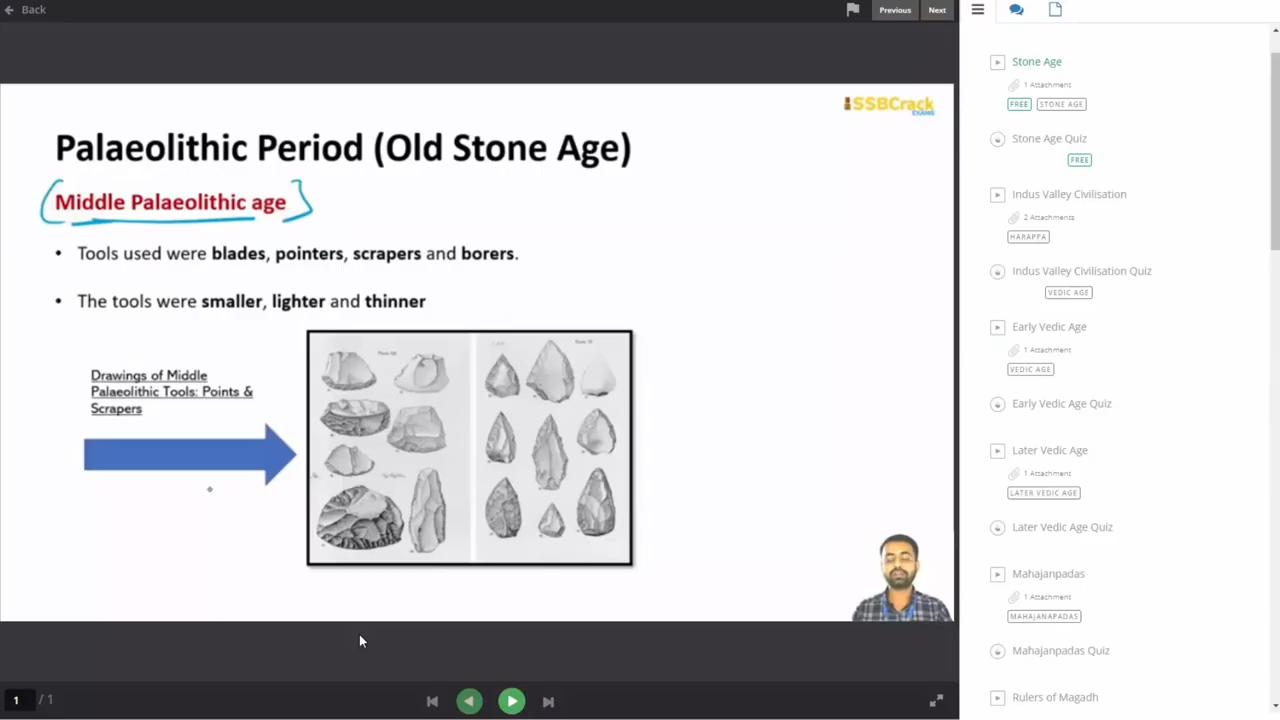 Back
Previous
Next
SSBCrack
EXAMS
Palaeolithic Period (Old Stone Age)
Middle Palaeolithic age
• Tools used were blades, pointers, scrapers and borers.
• The tools were smaller, lighter and thinner
Drawings of Middle
Palaeolithic Tools: Points &
Scrapers
1 / 1
Stone Age
1 Attachment
FREE STONE AGE
Stone Age Quiz
FREE
Indus Valley Civilisation
2 Attachments
HARAPPA
Indus Valley Civilisation Quiz
VEDIC AGE
Early Vedic Age
1 Attachment
VEDIC AGE
Early Vedic Age Quiz
Later Vedic Age
1 Attachment
LATER VEDIC AGE
Later Vedic Age Quiz
Mahajanpadas
1 Attachment
MAHAJANAPADAS
Mahajanpadas Quiz
Rulers of Magadh